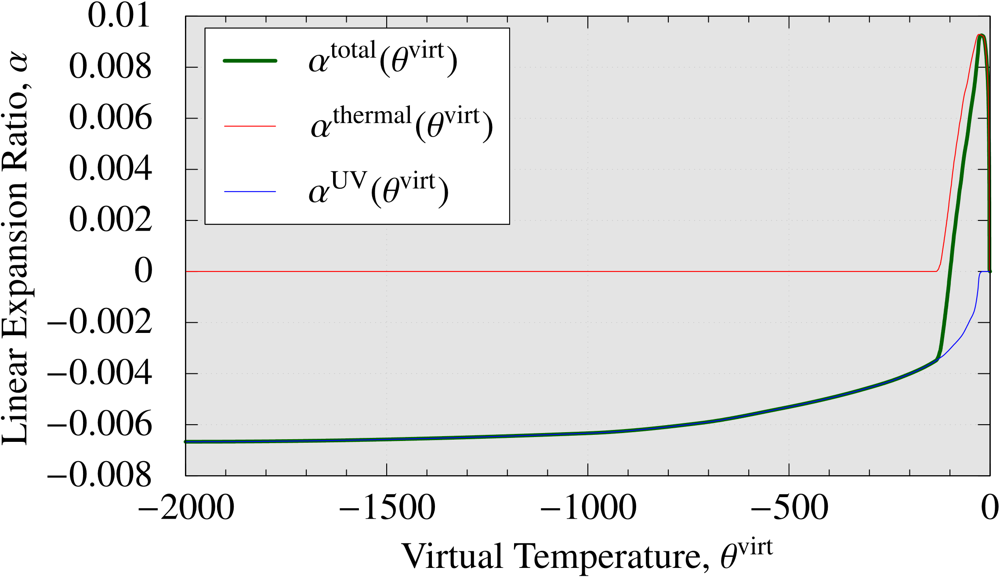 Linear Expansion Ratio, α
0.01
0.008
0.006
0.004
0.002
0
−0.002
−0.004
−0.006
−0.008
α^total(θ^virt)
α^thermal(θ^virt)
α^UV(θ^virt)
−2000 −1500 −1000 −500 0
Virtual Temperature, θ^virt